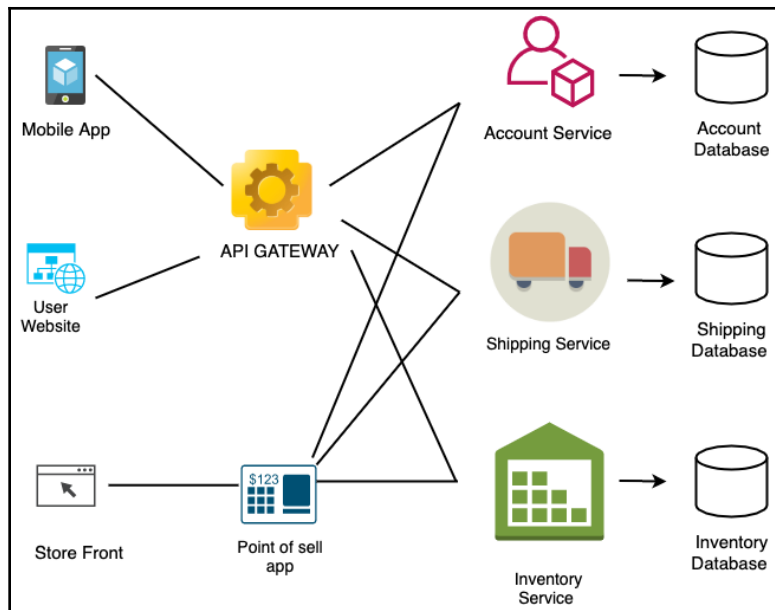 Mobile App
API GATEWAY
User
Website
Store Front
$123
Point of sell
app
Account Service
Account
Database
Shipping Service
Shipping
Database
Inventory
Service
Inventory
Database